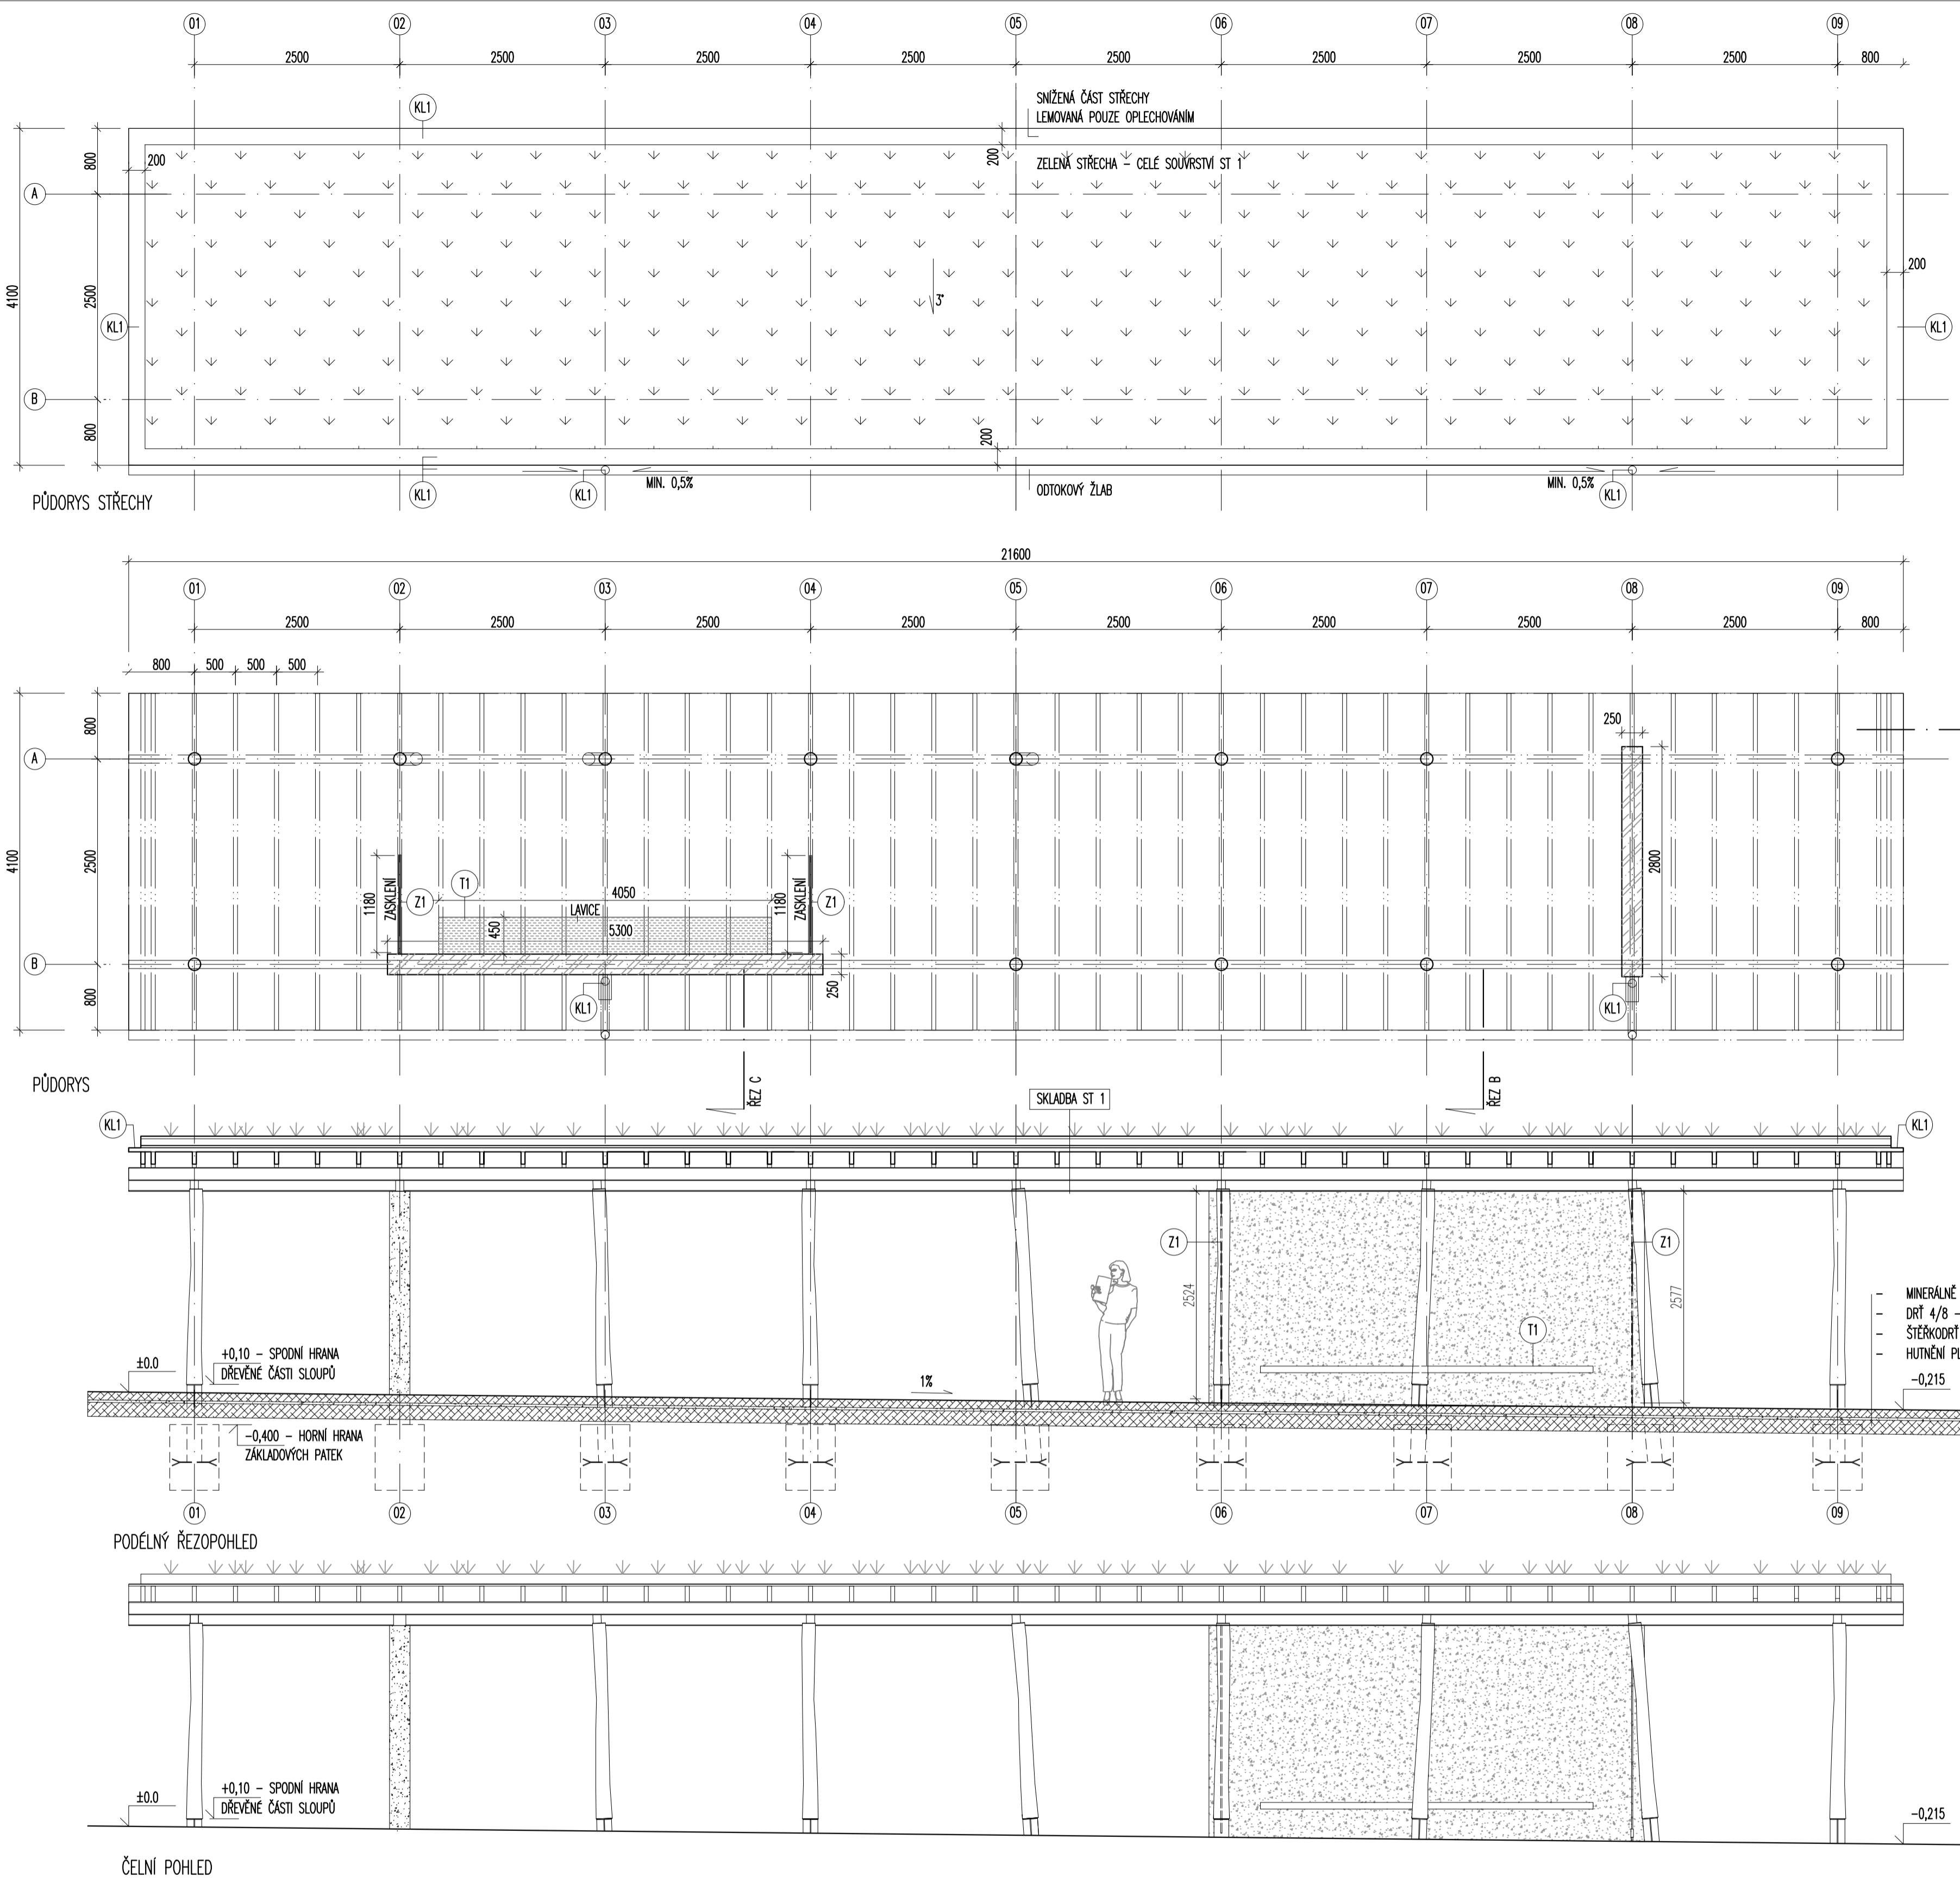 01 02 03 04 05 06 07 08 09
2500 2500 2500 2500 2500 2500 2500 2500 800
KL1
SNÍŽENÁ ČÁST STŘECHY
LEMOVANÁ POUZE OPLECHOVÁNÍM
200
800
200
ZELENÁ STŘECHA – CELÉ SOUVRSTVÍ ST 1
A
4100
2500
3°
200
KL1
KL1
B
800
200
KL1
KL1
MIN. 0,5%
ODTOKOVÝ ŽLAB
MIN. 0,5%
KL1
PŮDORYS STŘECHY
21600
01 02 03 04 05 06 07 08 09
2500 2500 2500 2500 2500 2500 2500 2500 800
800 500 500 500
800
250
A
4100
2500
2800
1180
ZASKLENÍ
Z1
T1
4050
LAVICE
450
5300
1180
ZASKLENÍ
Z1
B
800
250
KL1
KL1
PŮDORYS
ŘEZ C
ŘEZ B
SKLADBA ST 1
KL1
KL1
Z1
Z1
2524
2577
T1
–     MINERÁLNĚ
–     DRŤ 4/8 –
–     ŠTĚRKODRŤ
–     HUTNĚNÍ
±0.0
+0,10 – SPODNÍ HRANA
DŘEVĚNÉ ČÁSTI SLOUPŮ
1%
–0,215
–0,400 – HORNÍ HRANA
ZÁKLADOVÝCH PATEK
01 02 03 04 05 06 07 08 09
PODÉLNÝ ŘEZOPOHLED
±0.0
+0,10 – SPODNÍ HRANA
DŘEVĚNÉ ČÁSTI SLOUPŮ
–0,215
ČELNÍ POHLED